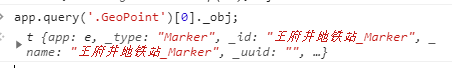 app.query('.GeoPoint')[0]._obj;
t {app: e, _type: "Marker", _id: "王府井地铁站_Marker", _
name: "王府井地铁站_Marker", _uuid: "", …}